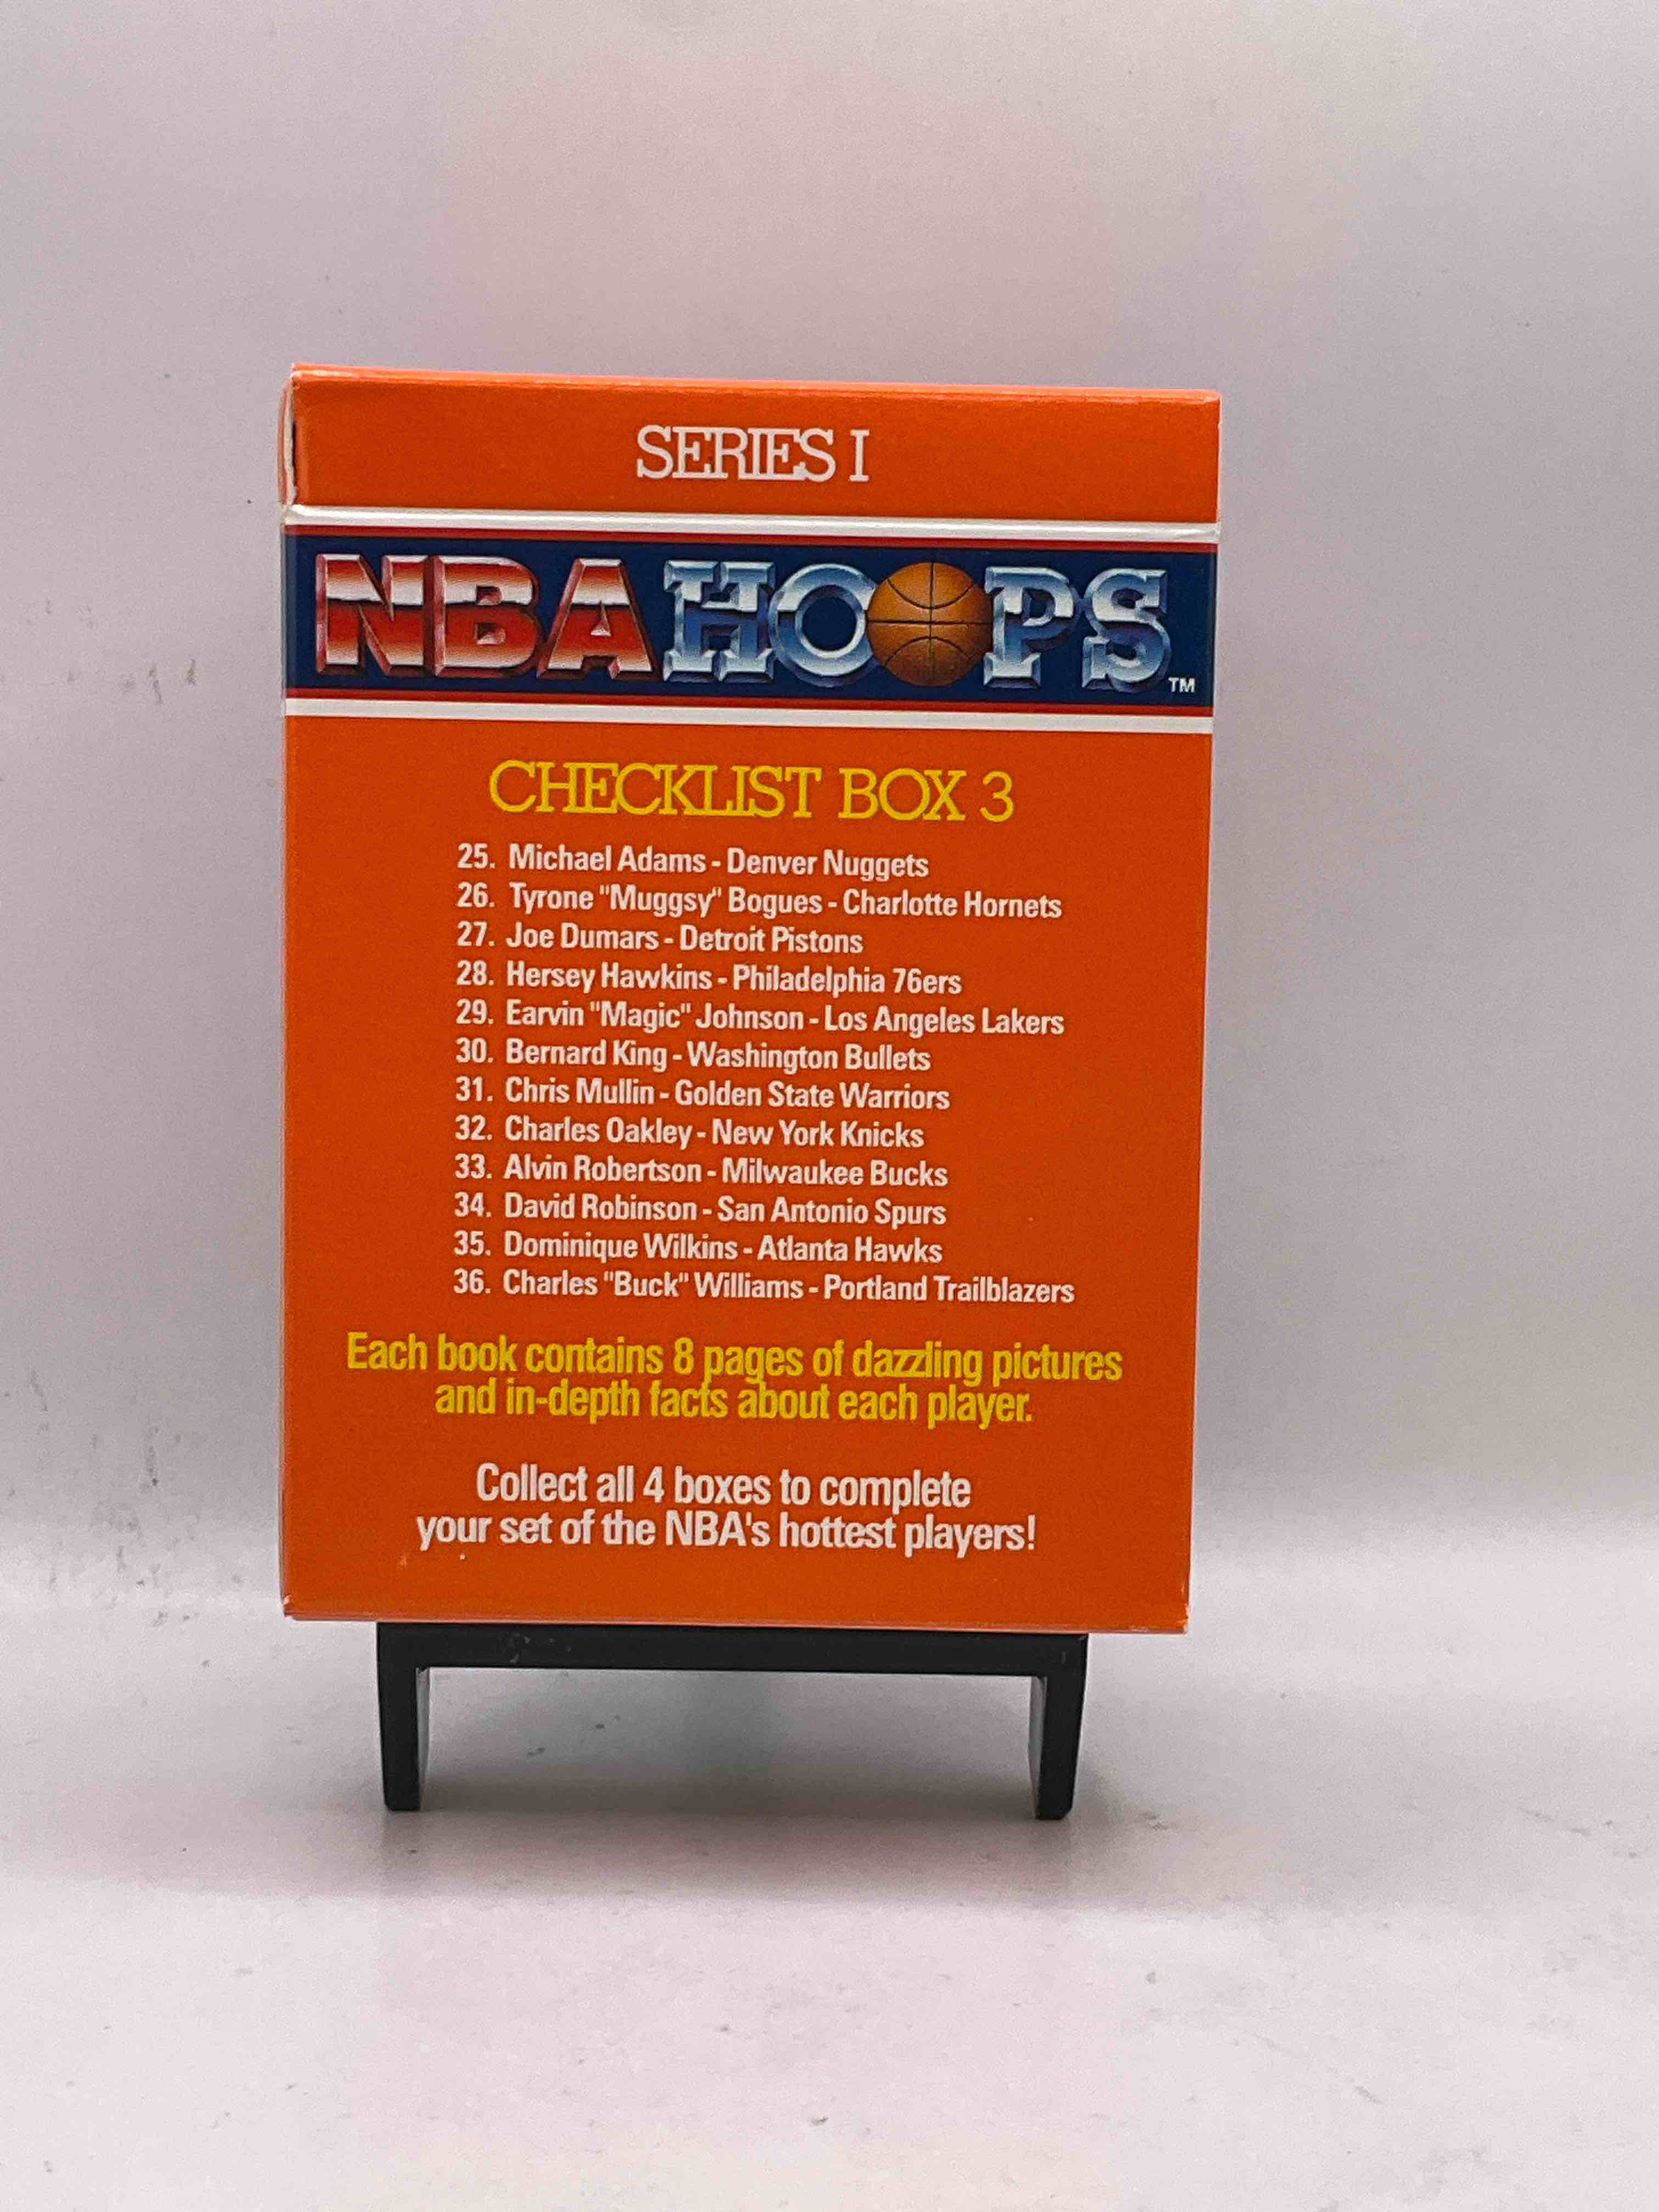 SERIES I
NBA HOOPS TM
CHECKLIST BOX 3
25. Michael Adams - Denver Nuggets
26. Tyrone "Muggsy" Bogues - Charlotte Hornets
27. Joe Dumars - Detroit Pistons
28. Hersey Hawkins - Philadelphia 76ers
29. Earvin "Magic" Johnson - Los Angeles Lakers
30. Bernard King - Washington Bullets
31. Chris Mullin - Golden State Warriors
32. Charles Oakley - New York Knicks
33. Alvin Robertson - Milwaukee Bucks
34. David Robinson - San Antonio Spurs
35. Dominique Wilkins - Atlanta Hawks
36. Charles "Buck" Williams - Portland Trailblazers
Each book contains 8 pages of dazzling pictures
and in-depth facts about each player.
Collect all 4 boxes to complete
your set of the NBA's hottest players!